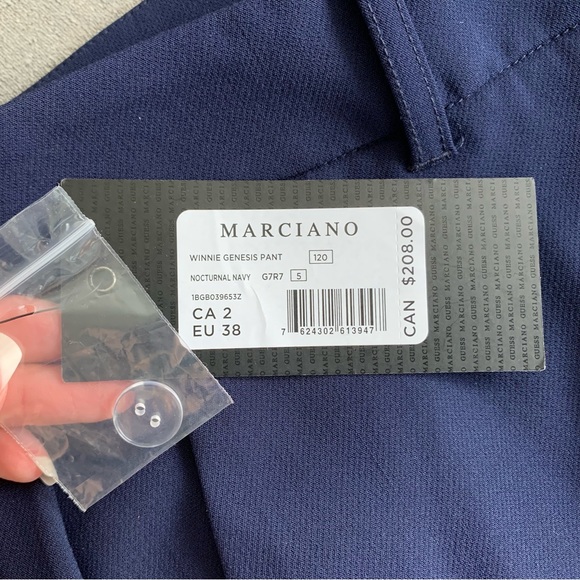 MARCIANO
WINNIE GENESIS PANT 120
NOCTURNAL NAVY G7R7 5
1BGB039653Z
CA 2
EU 38
7 624302 613947
CAN $208.00